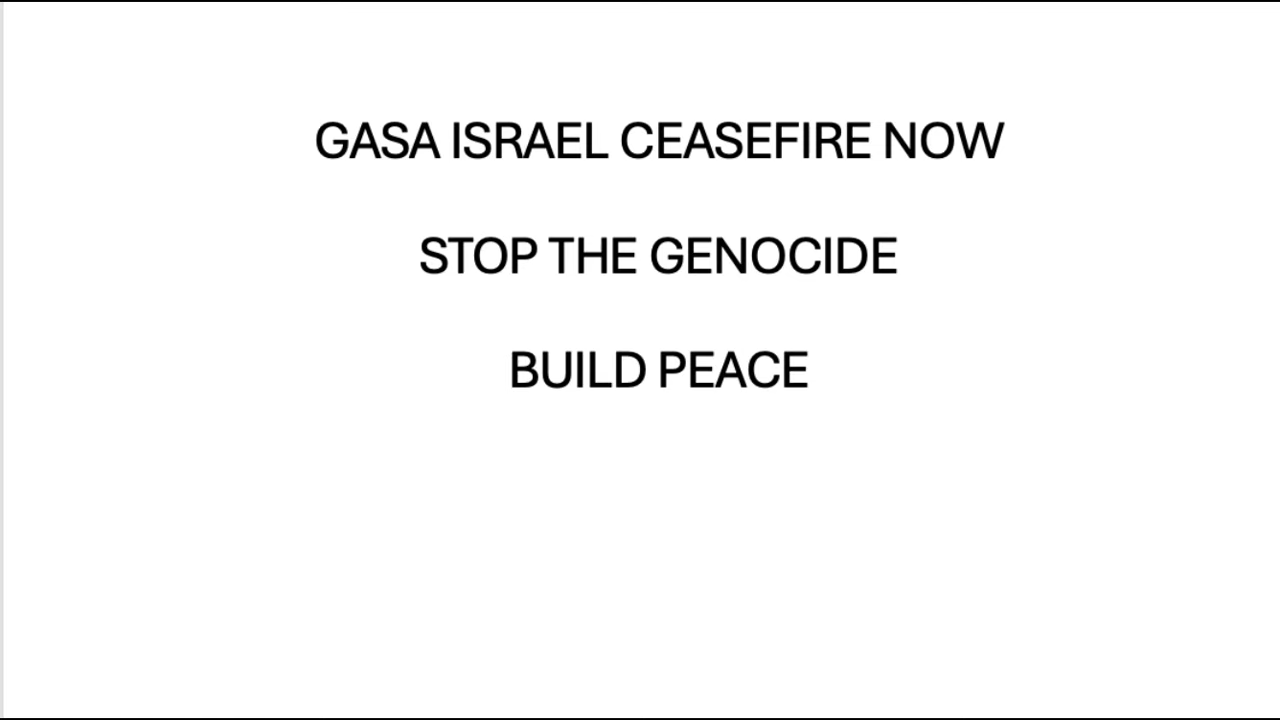 GASA ISRAEL CEASEFIRE NOW
STOP THE GENOCIDE
BUILD PEACE